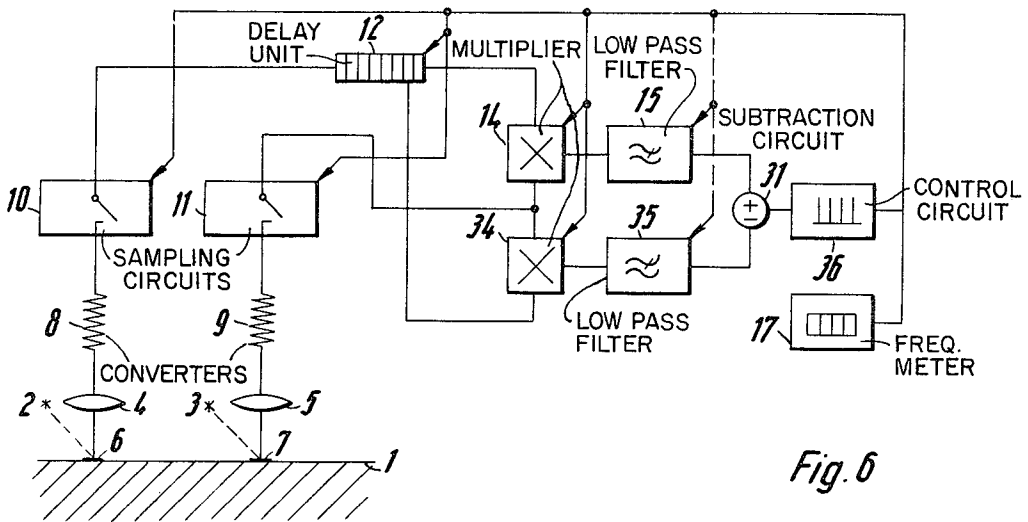 DELAY
UNIT
12
MULTIPLIER
LOW PASS
FILTER
14
15
SUBTRACTION
CIRCUIT
31
CONTROL
CIRCUIT
36
10
11
SAMPLING
CIRCUITS
34
35
LOW PASS
FILTER
17
FREQ.
METER
8
9
CONVERTERS
2
4
3
5
6
7
1
Fig. 6